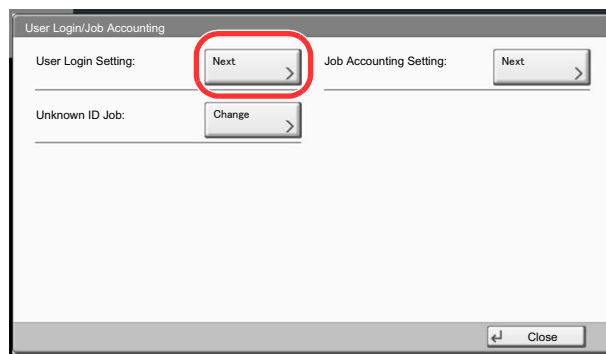 User Login/Job Accounting
User Login Setting: Next Job Accounting Setting: Next
Unknown ID Job: Change
Close